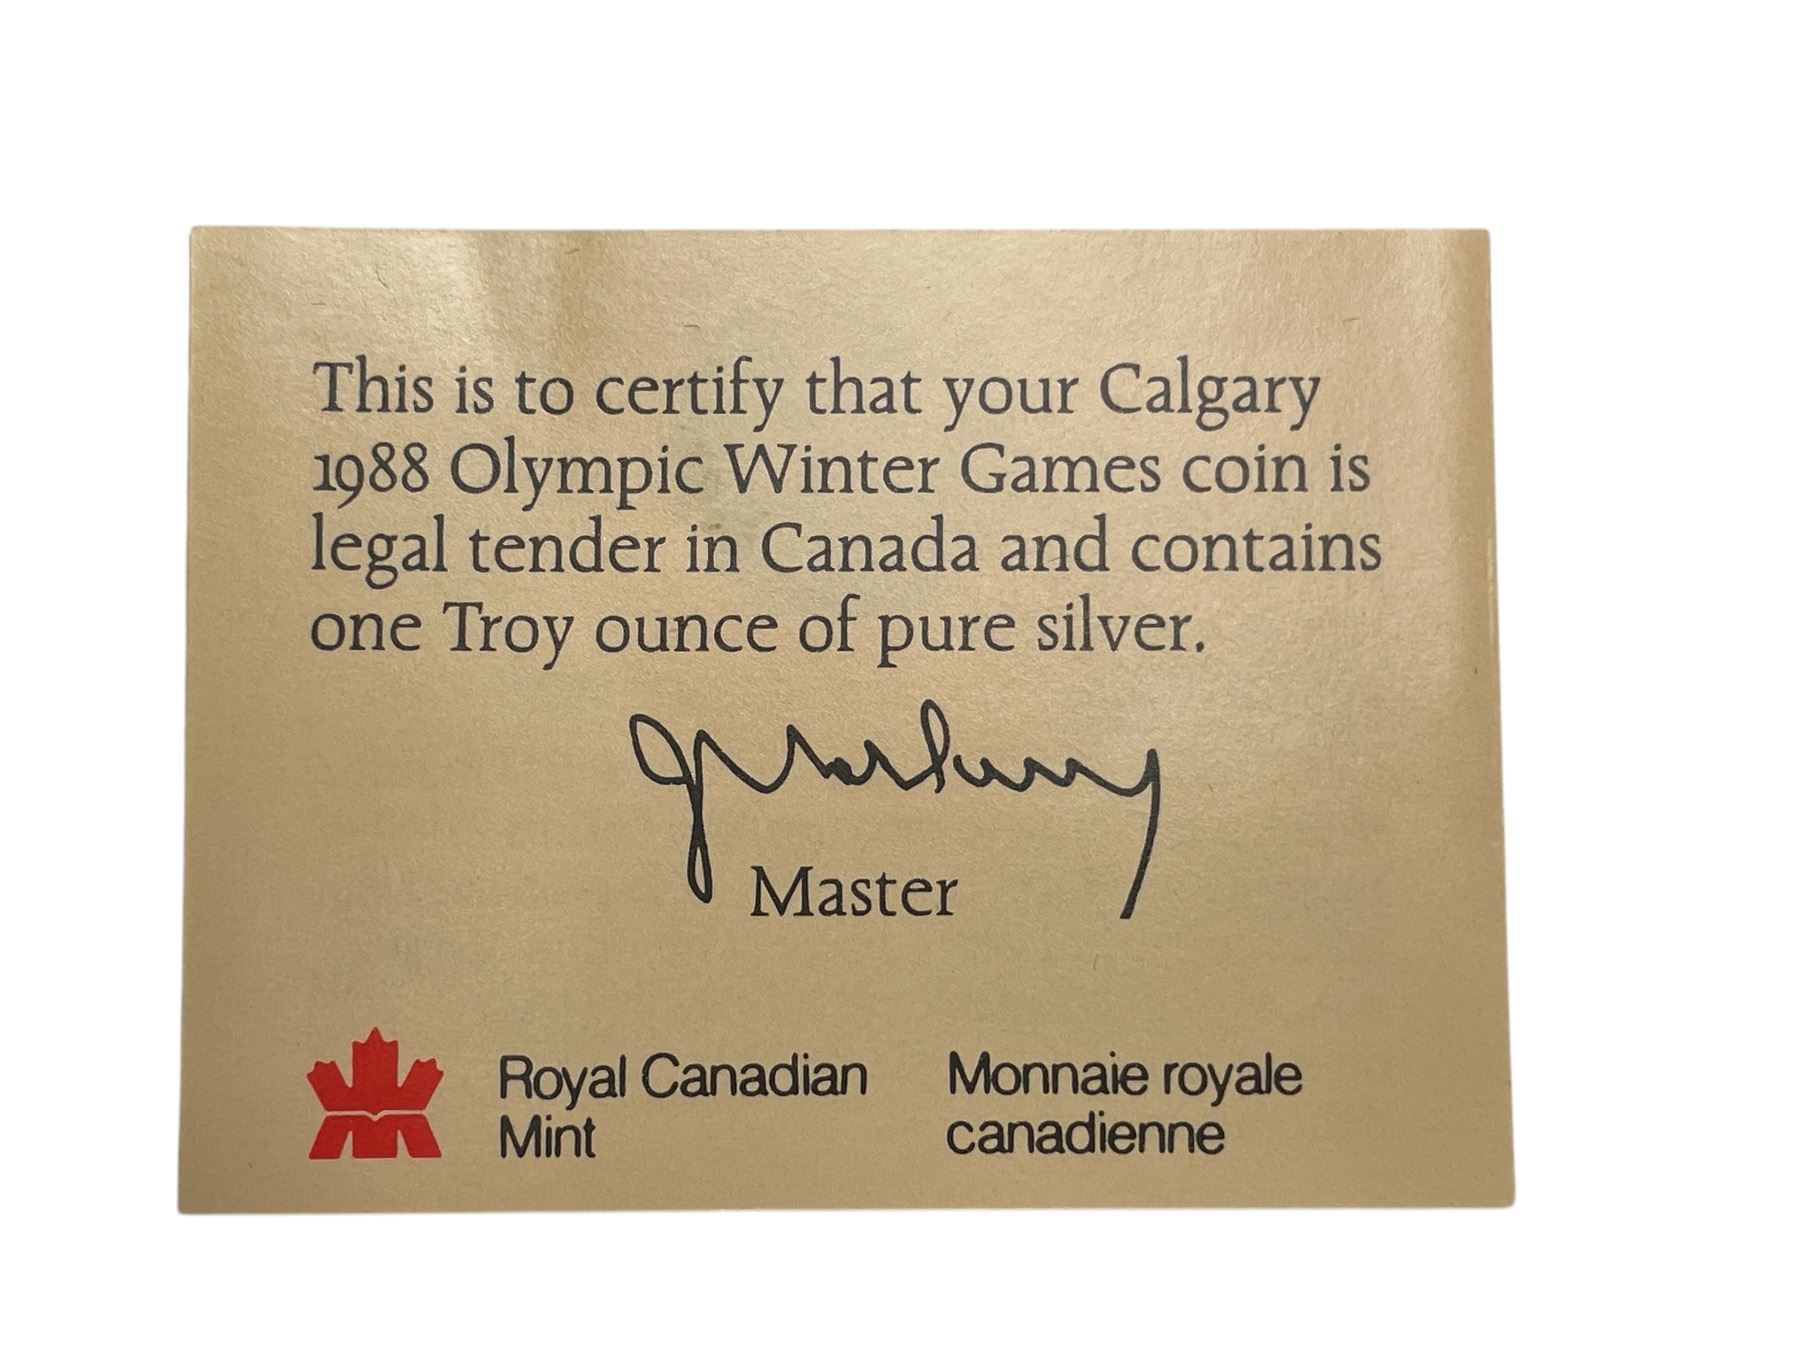 This is to certify that your Calgary
1988 Olympic Winter Games coin is
legal tender in Canada and contains
one Troy ounce of pure silver.
Master
Royal Canadian
Mint
Monnaie royale
canadienne